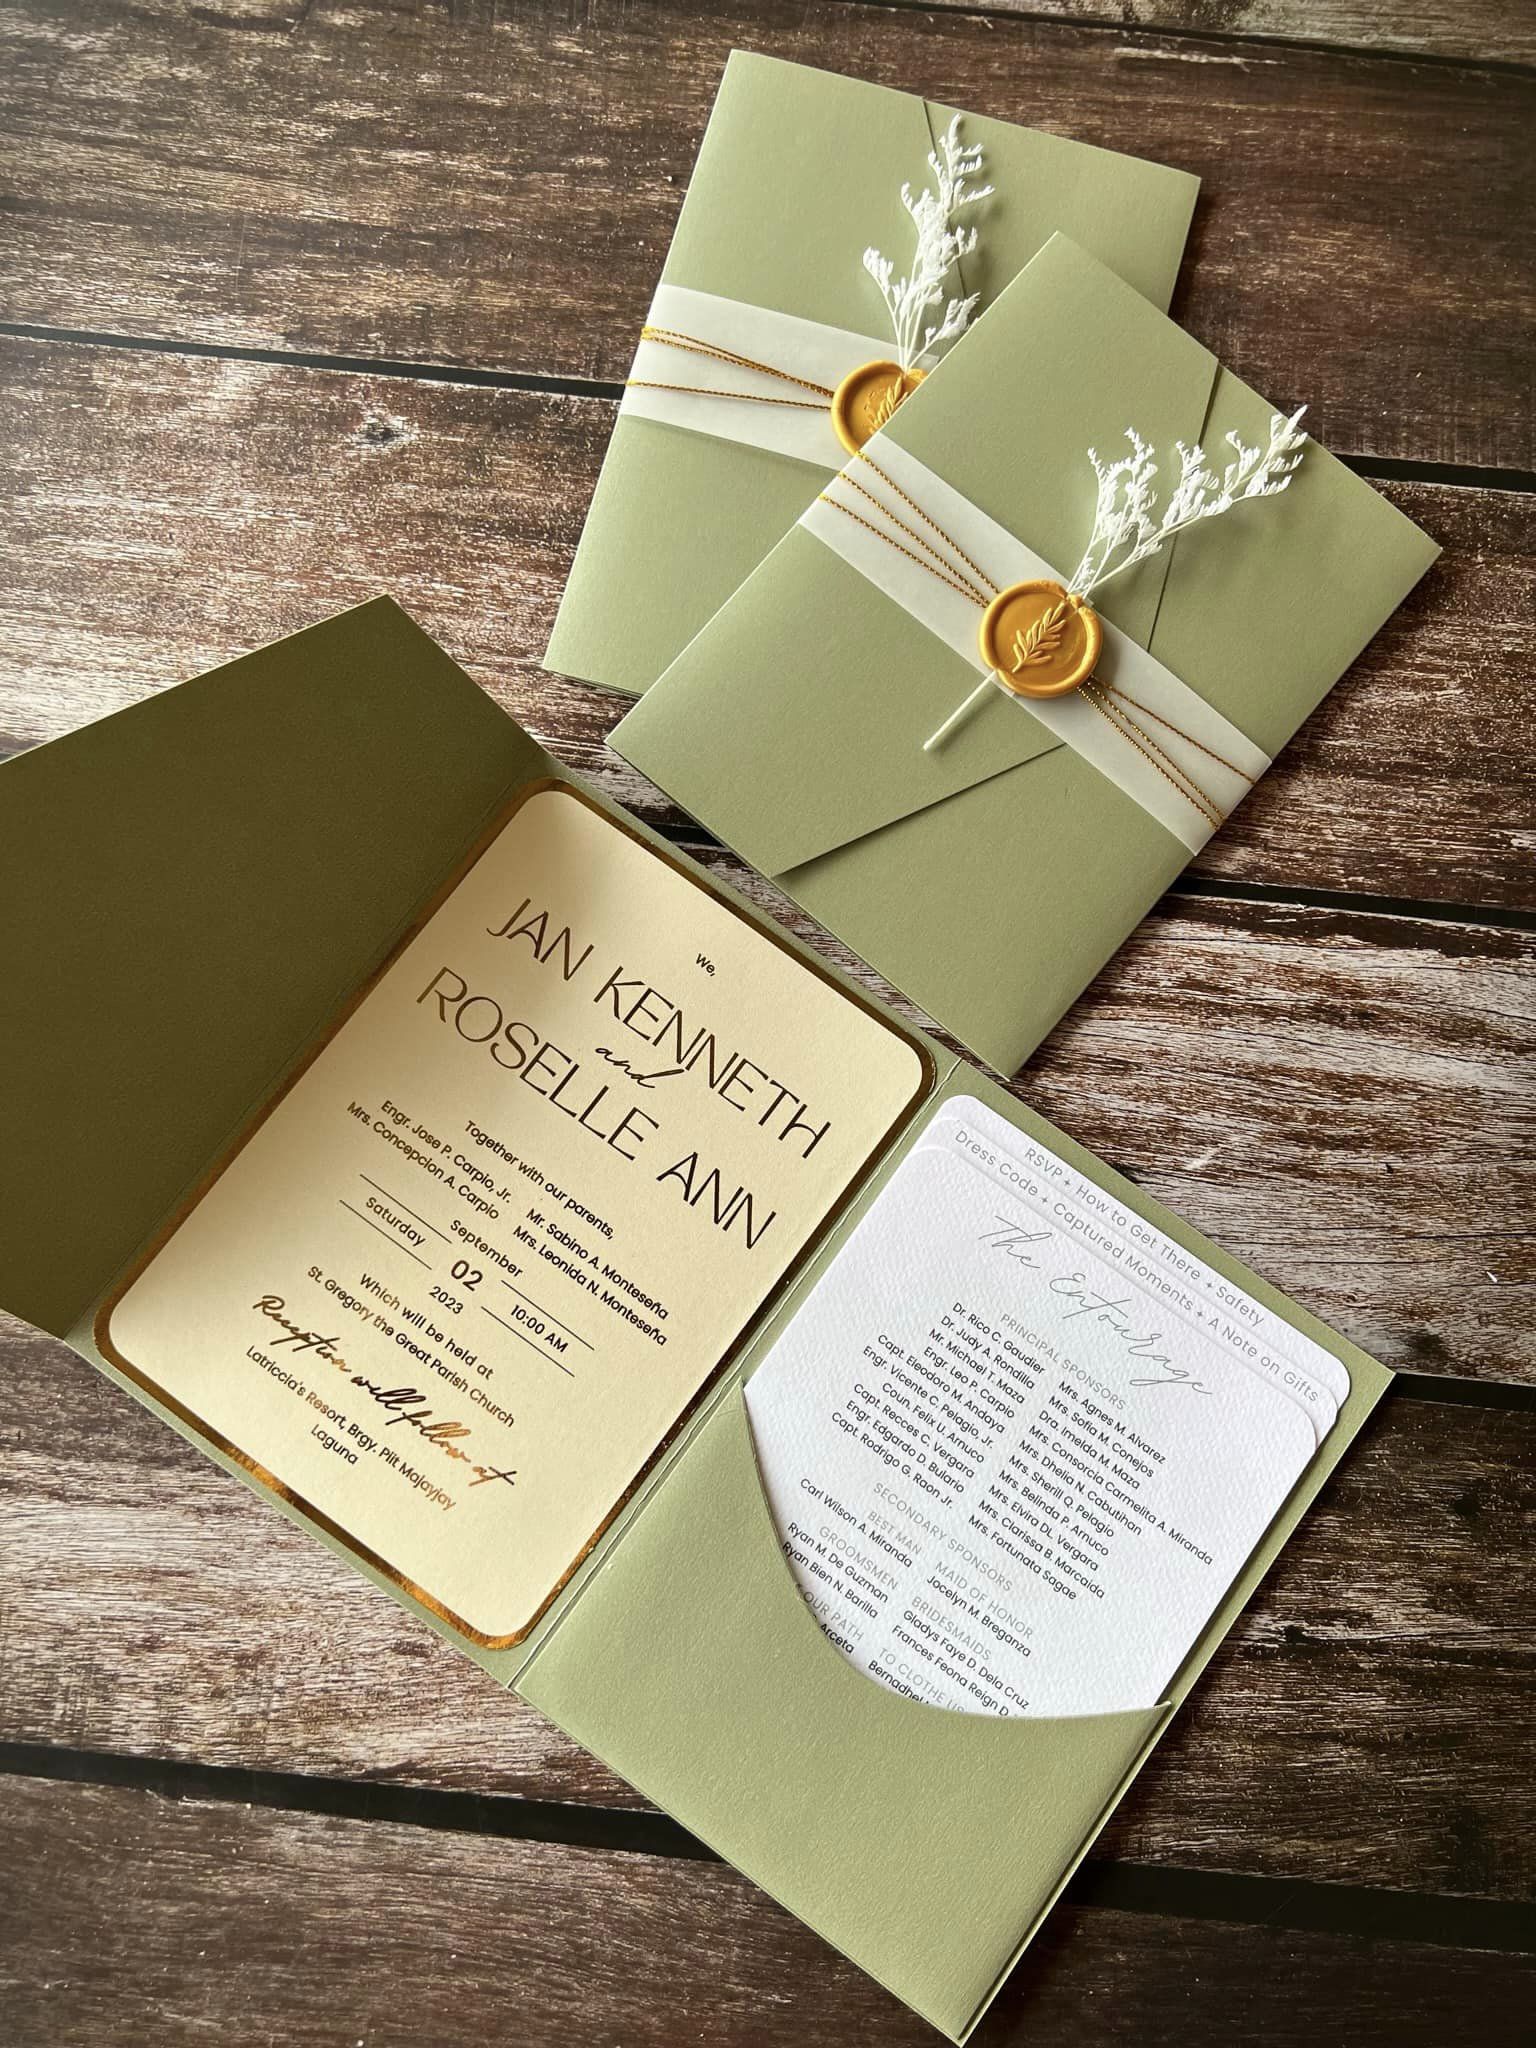 We,
JAN KENNETH
and
ROSELLE ANN
Together with our parents,
Engr. Jose P. Carpio, Jr. Mr. Sabino A. Monteseña
Mrs. Concepcion A. Carpio Mrs. Leonida N. Monteseña
September
Saturday 02 10:00 AM
2023
Which will be held at
St. Gregory the Great Parish Church
Reception will follow at
Latriccia's Resort, Brgy. Piit Majayjay
Laguna
RSVP + How to Get There + Safety
Dress Code + Captured Moments + A Note on Gifts
The Entourage
PRINCIPAL SPONSORS
Dr. Rico C. Gaudier Mrs. Agnes M. Alvarez
Dr. Judy A. Rondilla Mrs. Sofia M. Conejos
Mr. Michael T. Maza Dra. Imelda M. Maza
Engr. Leo P. Carpio Mrs. Consorcia Carmelita A. Miranda
Capt. Eleodoro M. Andaya Mrs. Dhelia N. Cabutihan
Engr. Vicente C. Pelagio, Jr. Mrs. Sherill Q. Pelagio
Coun. Felix U. Arnuco Mrs. Belinda P. Arnuco
Capt. Recces C. Vergara Mrs. Elvira DL. Vergara
Engr. Edgardo D. Bulario Mrs. Clarissa B. Marcaida
Capt. Rodrigo G. Raon Jr. Mrs. Fortunata Sagae
SECONDARY SPONSORS
BEST MAN MAID OF HONOR
Carl Wilson A. Miranda Jocelyn M. Breganza
GROOMSMEN BRIDESMAIDS
Ryan M. De Guzman Gladys Faye D. Dela Cruz
Ryan Bien N. Barilla Frances Feona Reign D.
OUR PATH TO CLOTHE US
Arceta